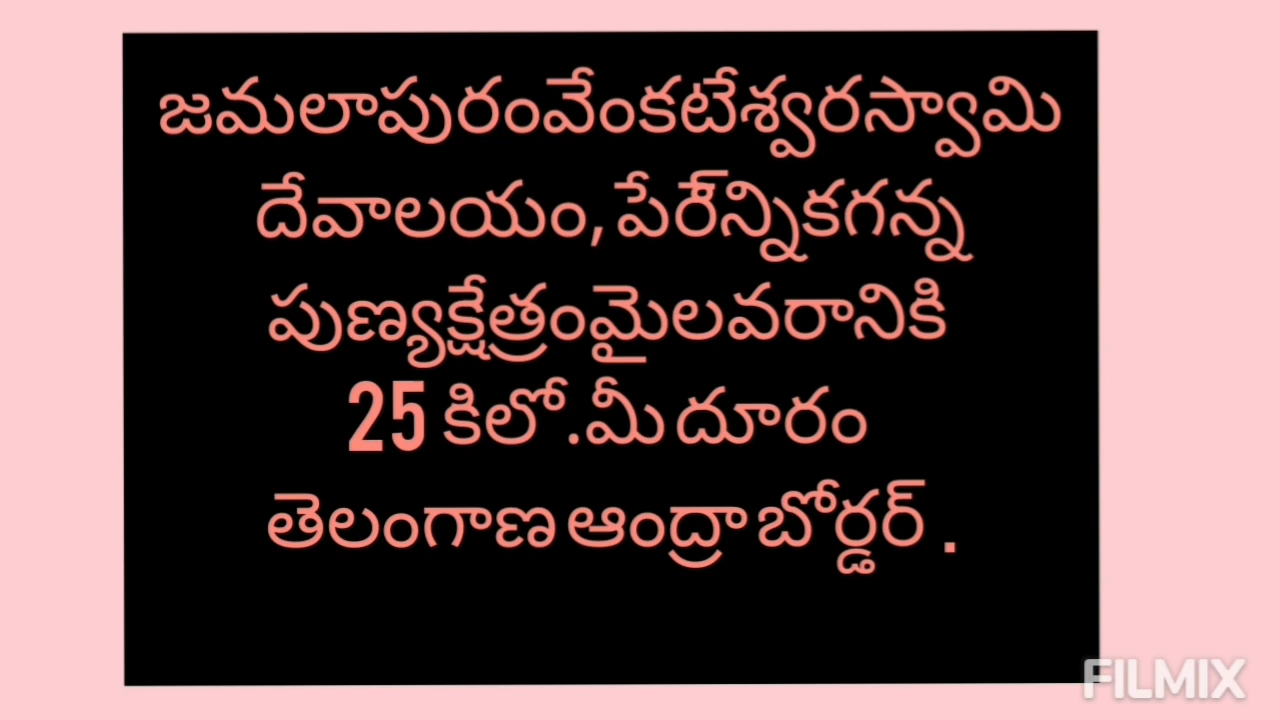 జమలాపురంవేంకటేశ్వరస్వామి
దేవాలయం, పేరేన్నికగన్న
పుణ్యక్షేత్రంమైలవరానికి
25 కిలో.మీ దూరం
తెలంగాణ ఆంద్రా బోర్డర్ .
FILMIX